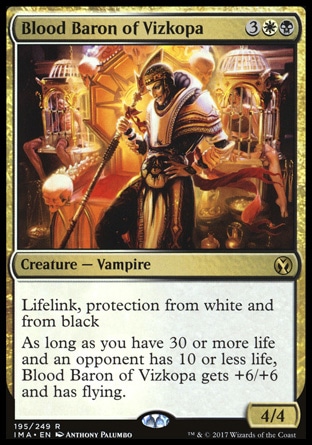 Blood Baron of Vizkopa 3
Creature — Vampire
Lifelink, protection from white and
from black
As long as you have 30 or more life
and an opponent has 10 or less life,
Blood Baron of Vizkopa gets +6/+6
and has flying.
4/4
195/249 R
IMA • EN Anthony Palumbo ™ & © 2017 Wizards of the Coast